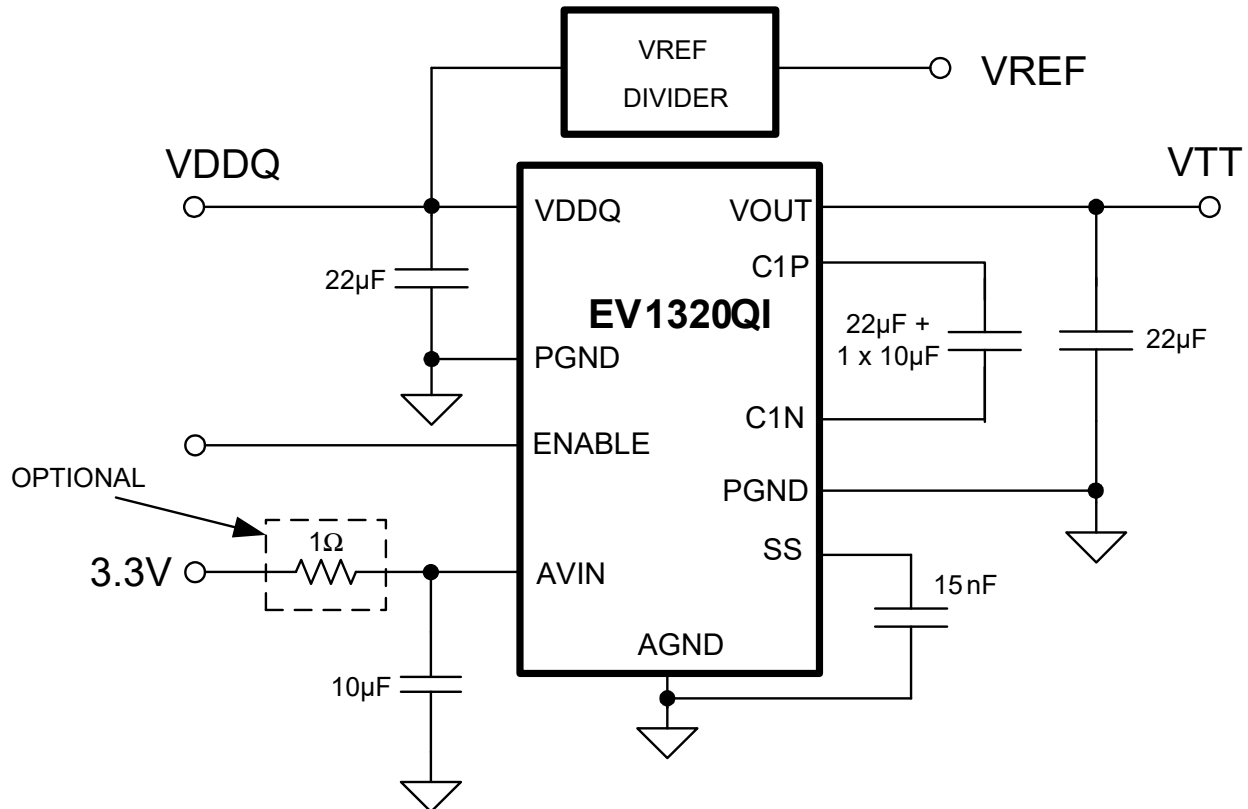 VREF
DIVIDER
VREF
VDDQ
VTT
VDDQ
VOUT
22µF
C1P
EV1320QI
22µF +
1 x 10µF
22µF
PGND
C1N
ENABLE
OPTIONAL
PGND
1Ω
SS
3.3V
AVIN
15nF
AGND
10µF